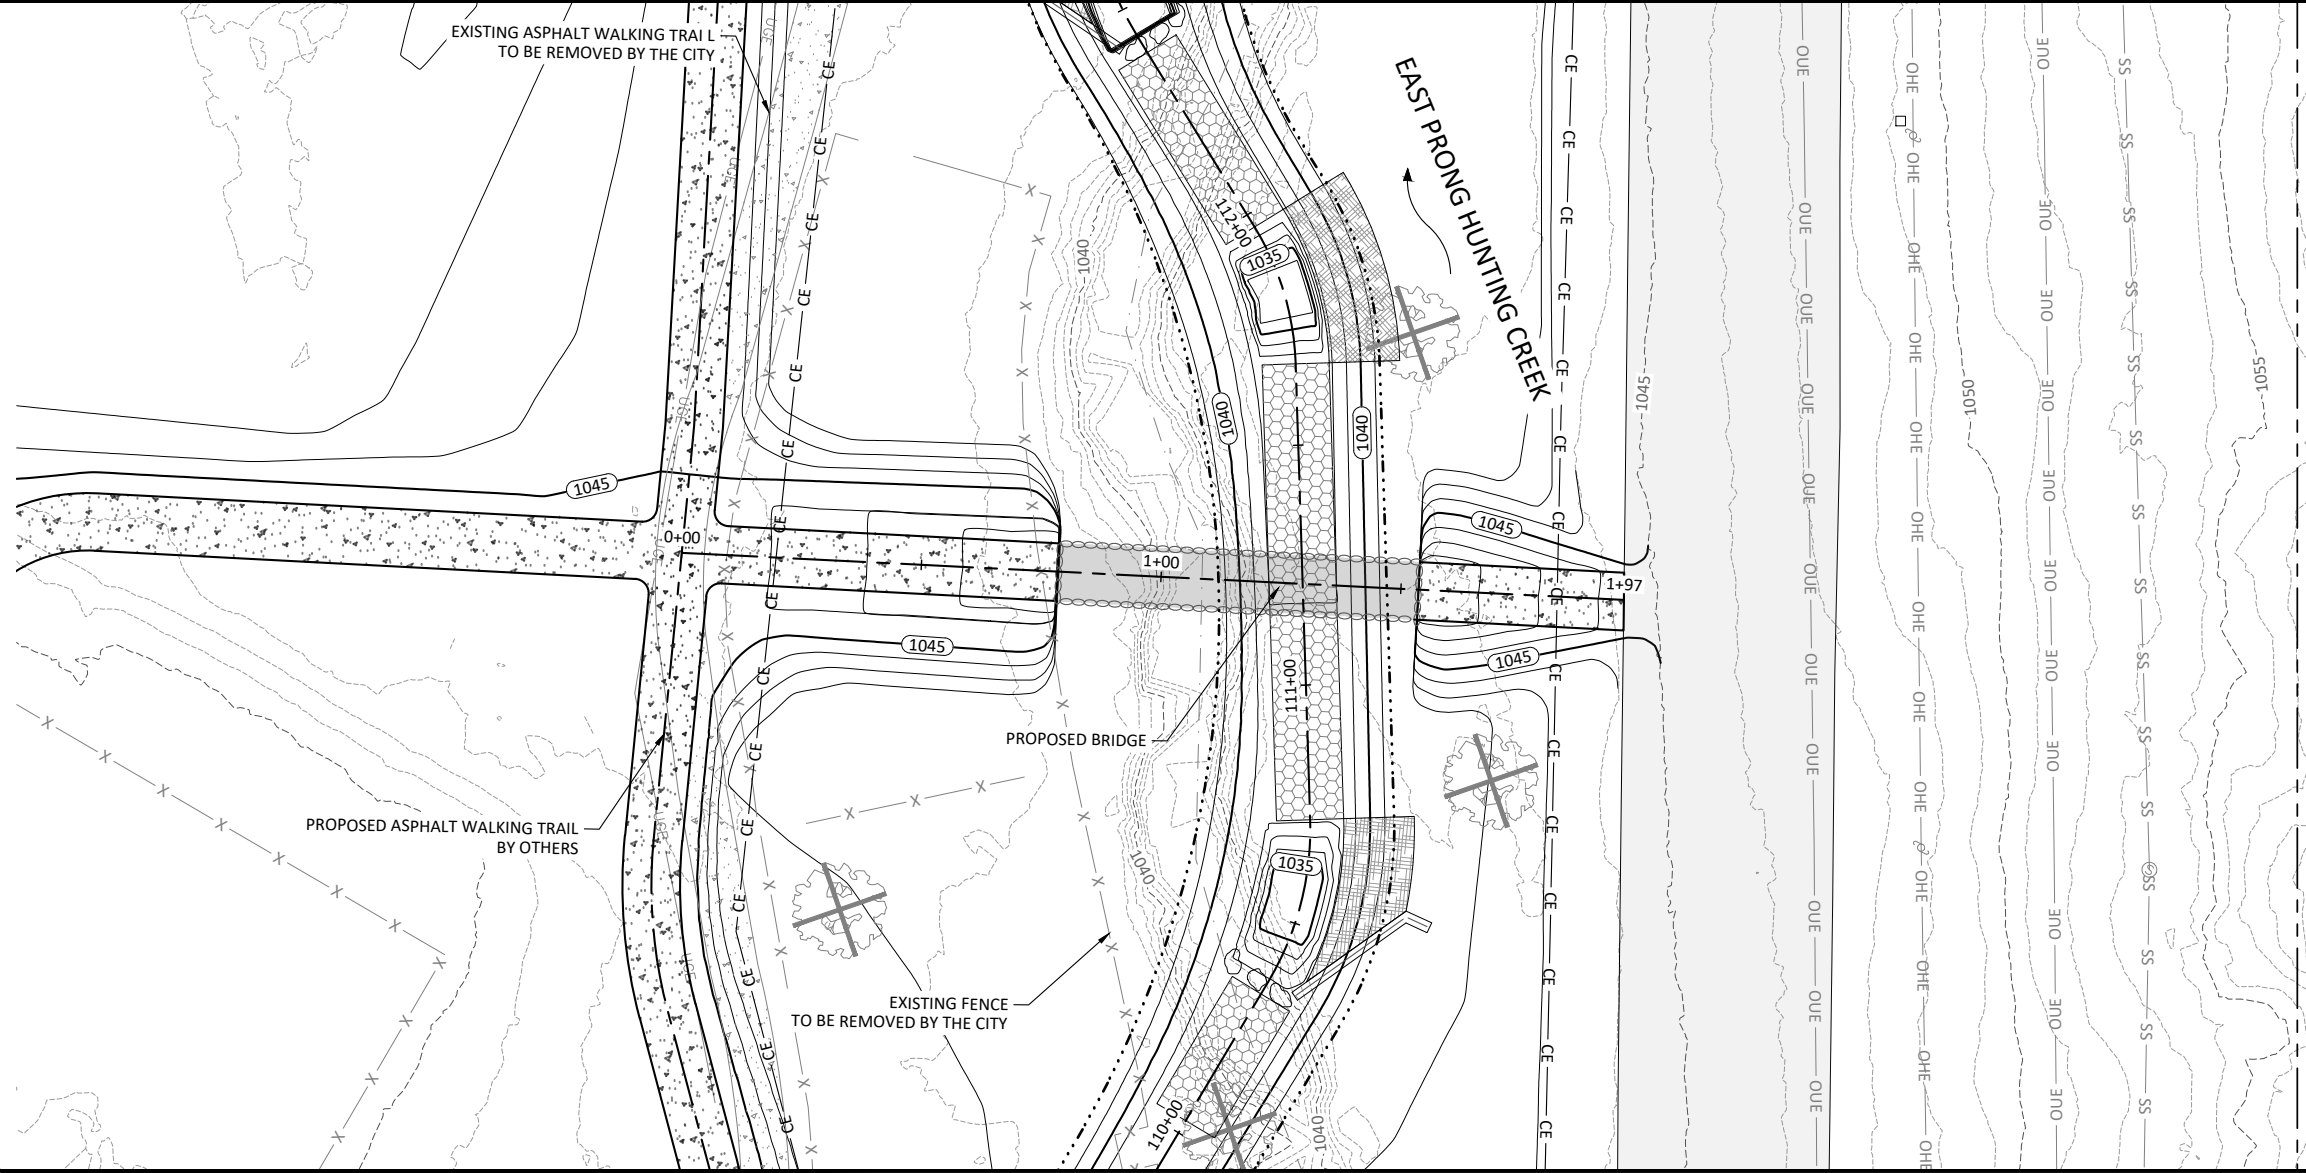 EXISTING ASPHALT WALKING TRAI L
TO BE REMOVED BY THE CITY
EAST PRONG HUNTING CREEK
112+00
1035
1040
1040
1040
1045
1050
1055
1045
0+00
1+00
1045
1+97
1045
1045
111+00
PROPOSED BRIDGE
PROPOSED ASPHALT WALKING TRAIL
BY OTHERS
1035
1040
EXISTING FENCE
TO BE REMOVED BY THE CITY
110+00
1040
CE
UGE
OUE
OHE
SS
X